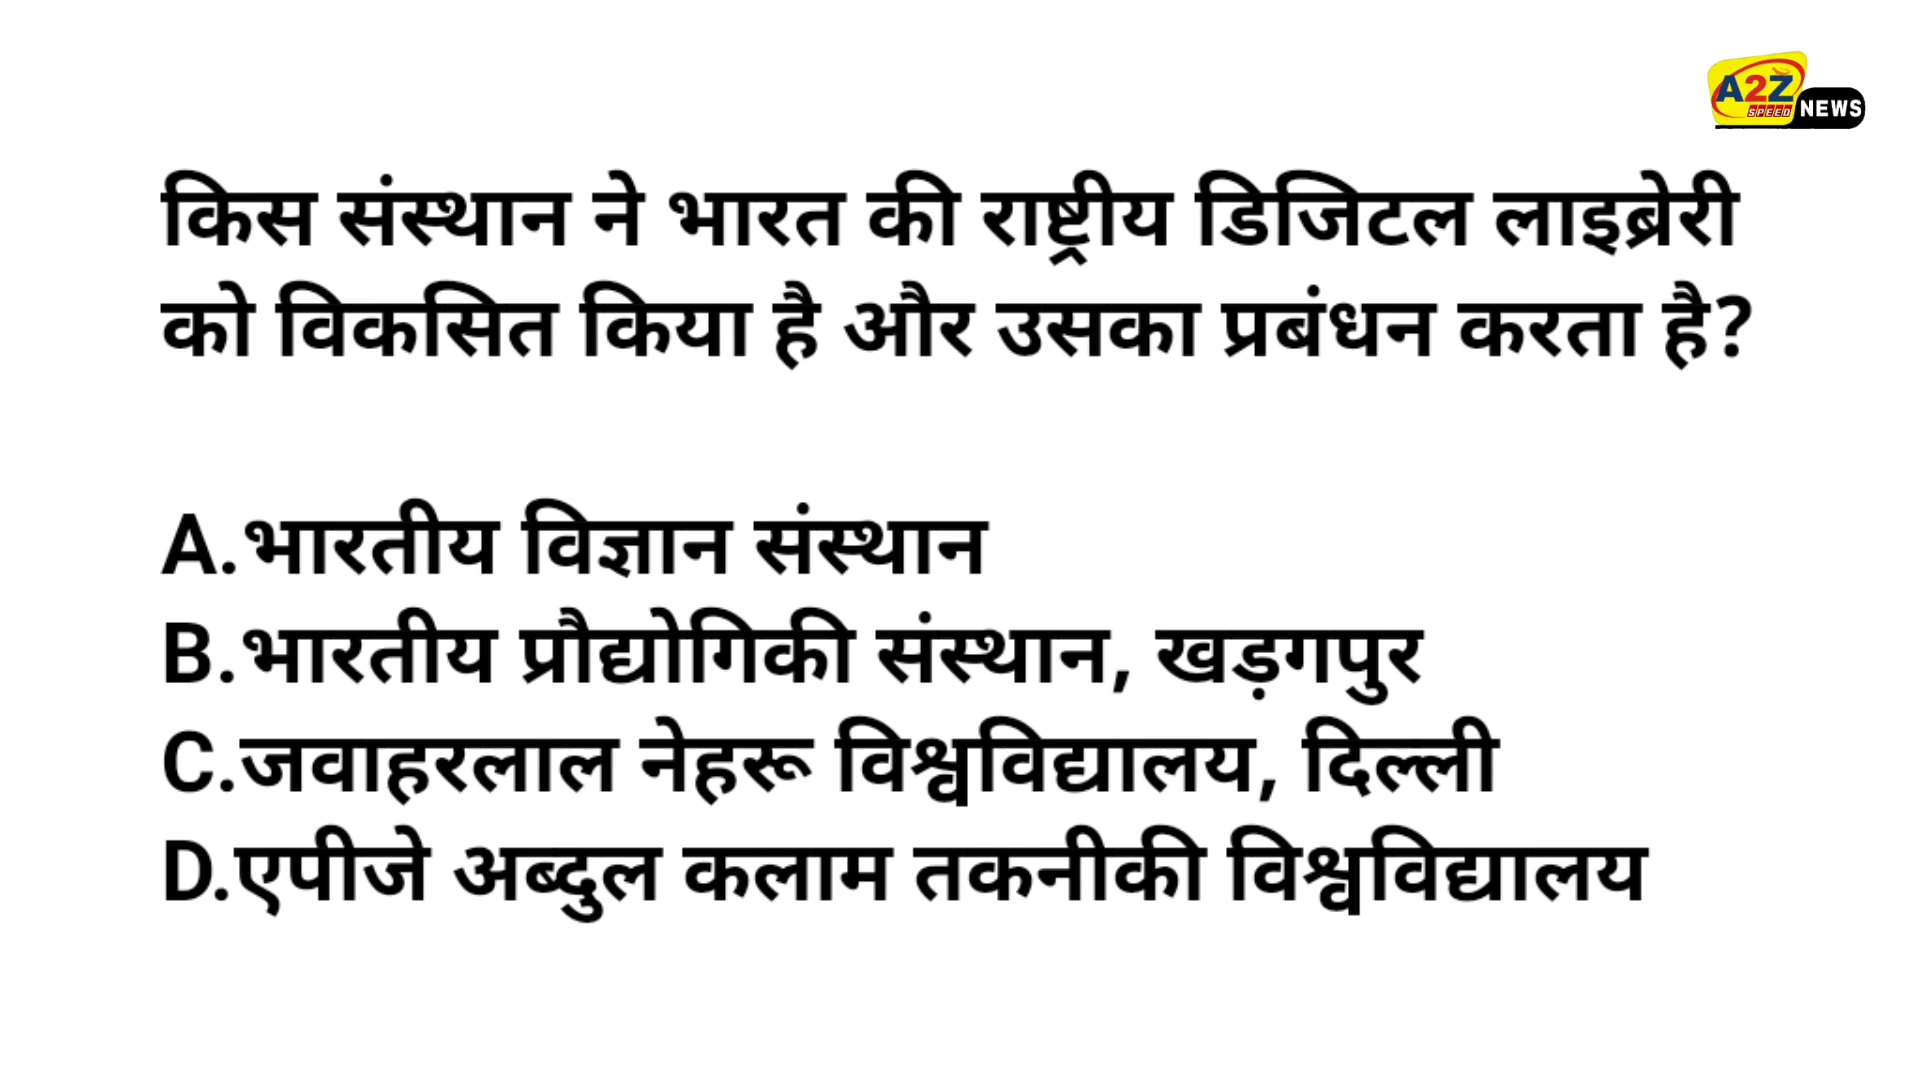 A2Z
SPEED NEWS
किस संस्थान ने भारत की राष्ट्रीय डिजिटल लाइब्रेरी
को विकसित किया है और उसका प्रबंधन करता है?
A.भारतीय विज्ञान संस्थान
B.भारतीय प्रौद्योगिकी संस्थान, खड़गपुर
C.जवाहरलाल नेहरू विश्वविद्यालय, दिल्ली
D.एपीजे अब्दुल कलाम तकनीकी विश्वविद्यालय